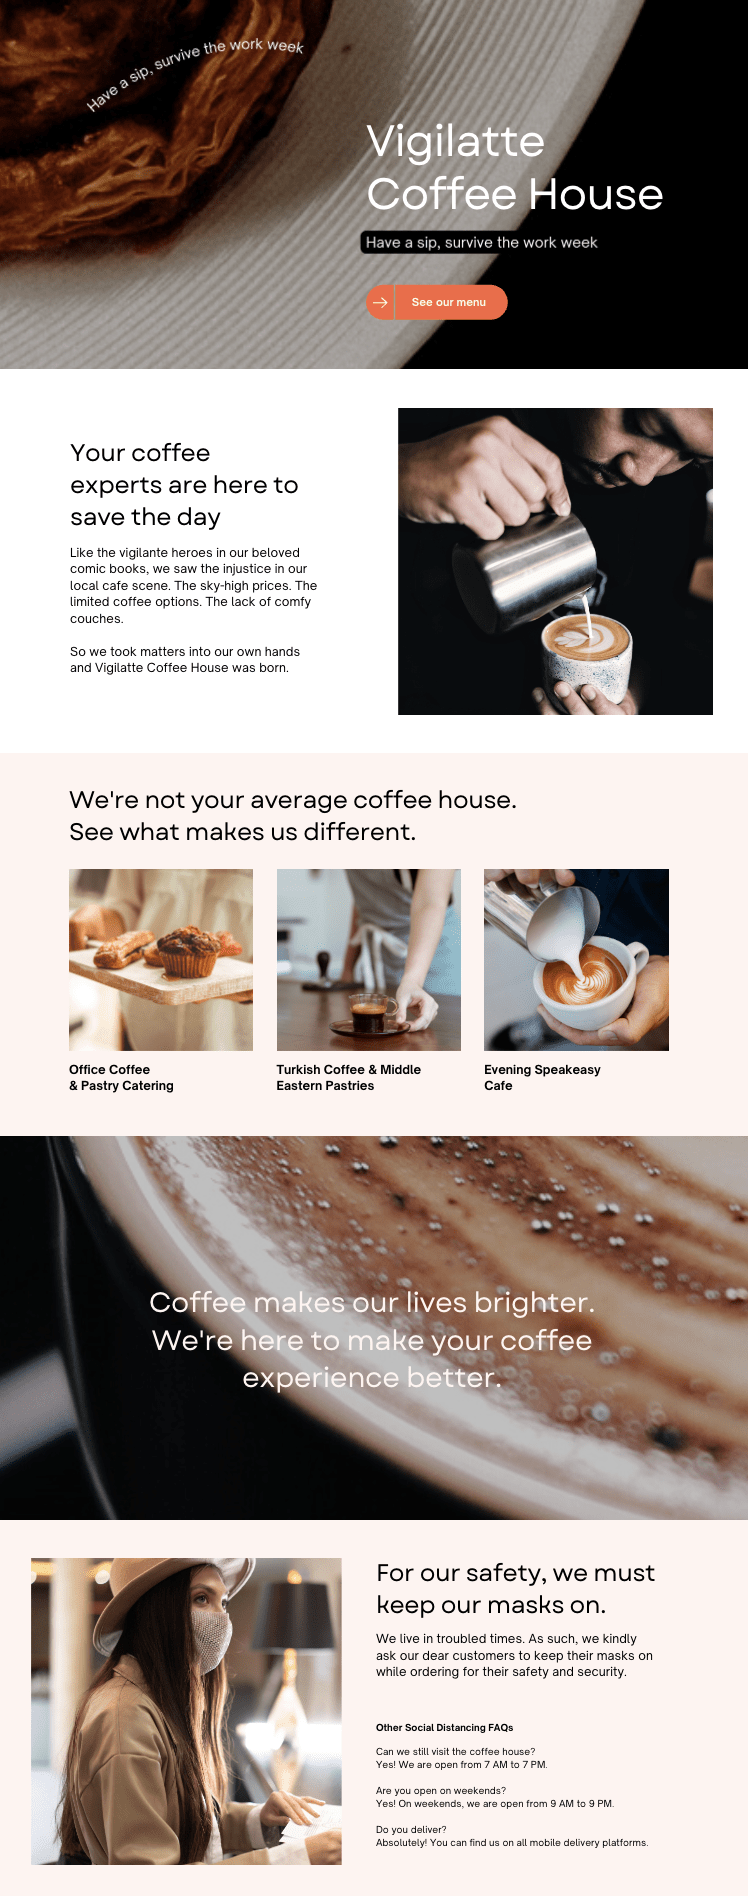 Have a sip, survive the work week
Vigilatte
Coffee House
Have a sip, survive the work week
See our menu
Your coffee
experts are here to
save the day
Like the vigilante heroes in our beloved
comic books, we saw the injustice in our
local cafe scene. The sky-high prices. The
limited coffee options. The lack of comfy
couches.
So we took matters into our own hands
and Vigilatte Coffee House was born.
We're not your average coffee house.
See what makes us different.
Office Coffee
& Pastry Catering
Turkish Coffee & Middle
Eastern Pastries
Evening Speakeasy
Cafe
Coffee makes our lives brighter.
We're here to make your coffee
experience better.
For our safety, we must
keep our masks on.
We live in troubled times. As such, we kindly
ask our dear customers to keep their masks on
while ordering for their safety and security.
Other Social Distancing FAQs
Can we still visit the coffee house?
Yes! We are open from 7 AM to 7 PM.
Are you open on weekends?
Yes! On weekends, we are open from 9 AM to 9 PM.
Do you deliver?
Absolutely! You can find us on all mobile delivery platforms.